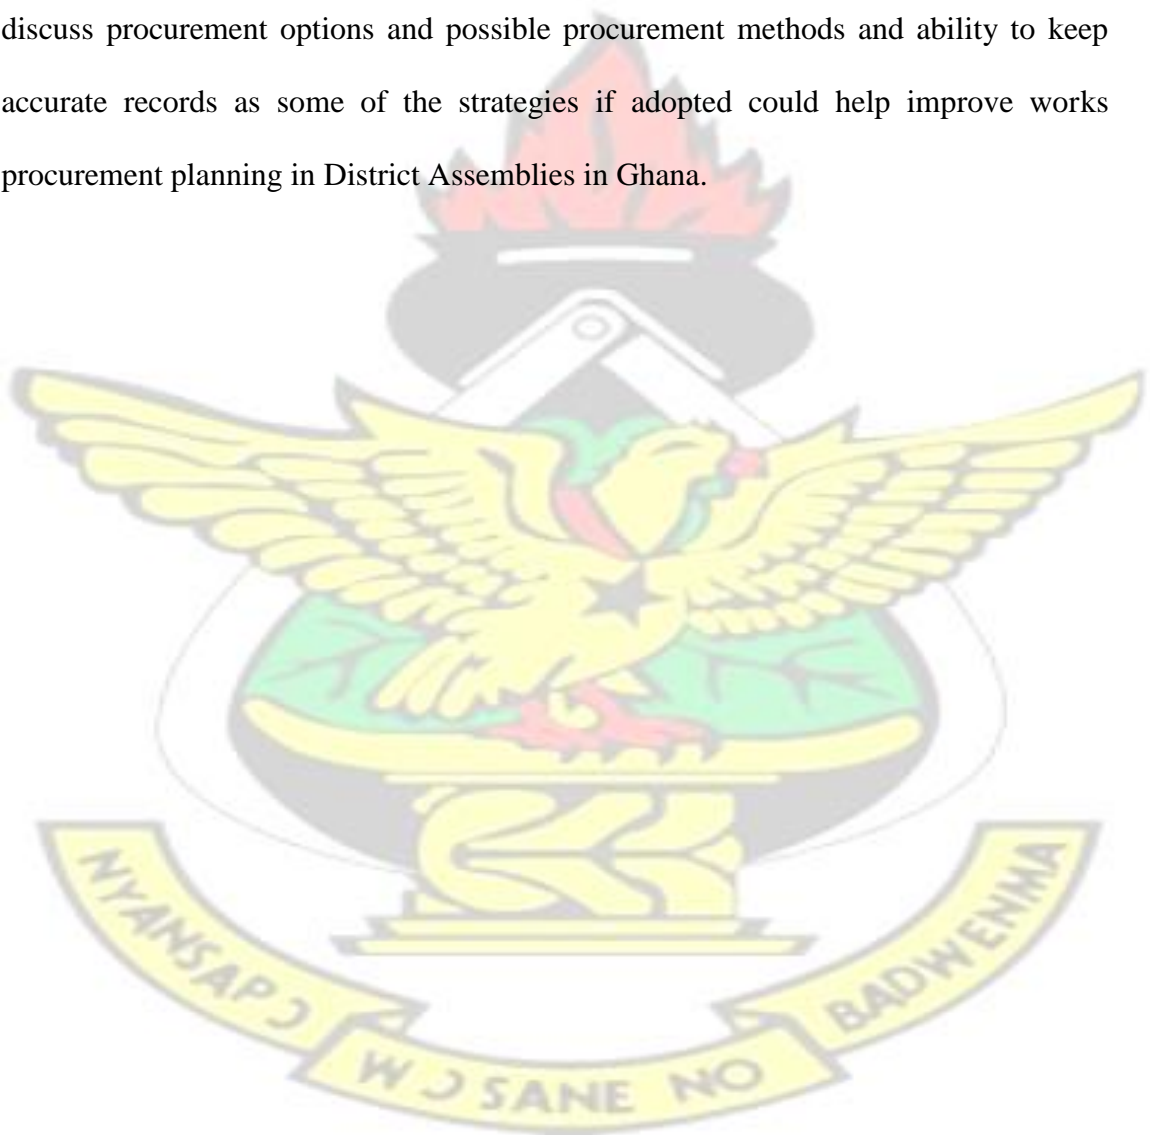 discuss procurement options and possible procurement methods and ability to keep
accurate records as some of the strategies if adopted could help improve works
procurement planning in District Assemblies in Ghana.
NYANSAPƆ
WƆSANE NO
BADWENMA